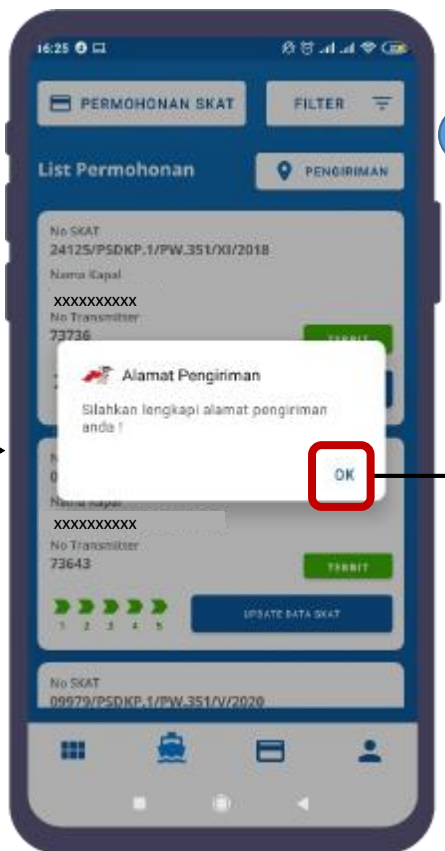 16:25
PERMOHONAN SKAT
FILTER
List Permohonan
PENGIRIMAN
No SKAT
24125/PSDKP.1/PW.351/XI/2018
Nama Kapal
XXXXXXXXXX
No Transmitter
73736
TERBIT
Alamat Pengiriman
Silahkan lengkapi alamat pengiriman
anda !
OK
Nama Kapal
XXXXXXXXXX
No Transmitter
73643
TERBIT
1 2 3 4 5
UPDATE DATA SKAT
No SKAT
09979/PSDKP.1/PW.351/V/2020